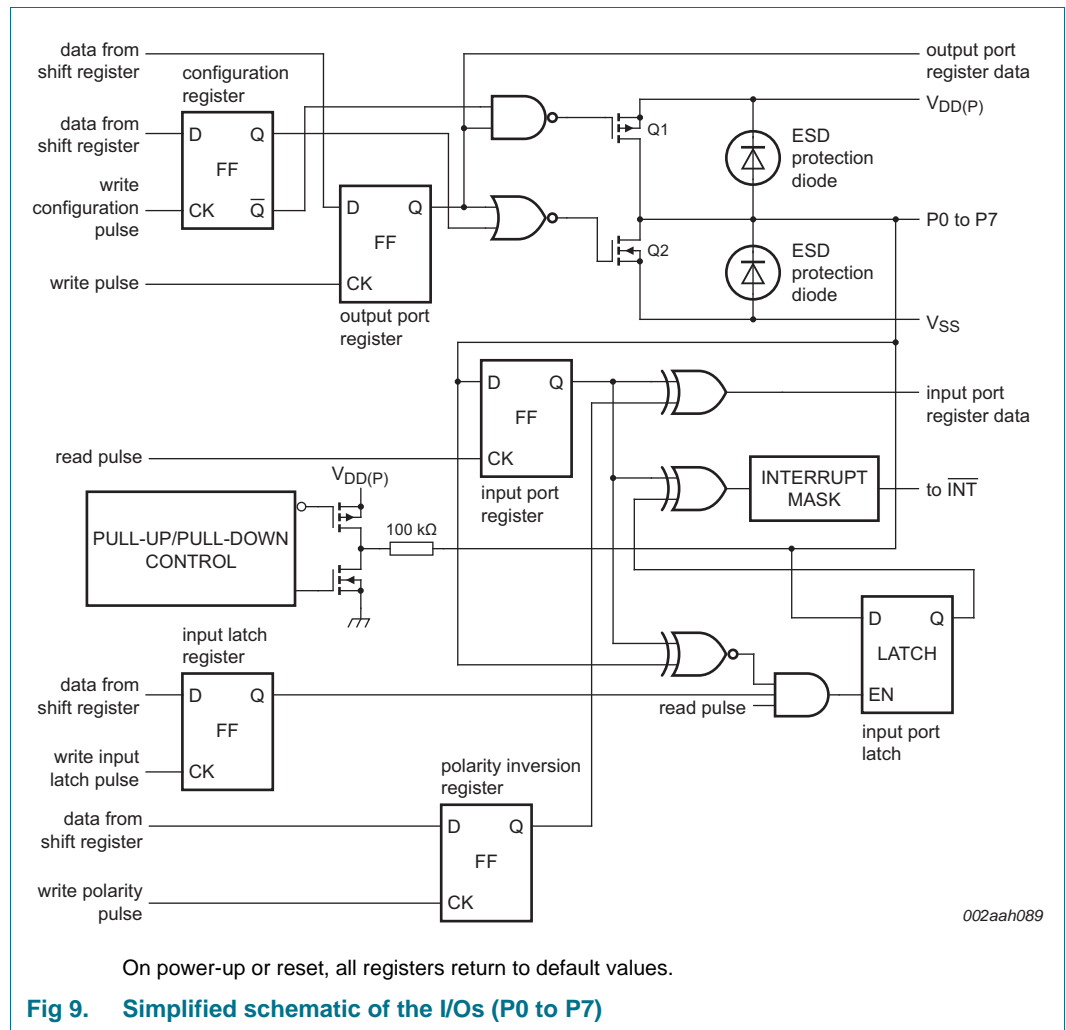 data from
shift register
configuration
register
output port
register data
data from
shift register
D
Q
FF
CK
Q̅
write
configuration
pulse
Q1
V_DD(P)
ESD
protection
diode
D
Q
FF
CK
P0 to P7
Q2
ESD
protection
diode
write pulse
output port
register
V_SS
D
Q
FF
CK
input port
register data
read pulse
V_DD(P)
input port
register
INTERRUPT
MASK
to I̅N̅T̅
PULL-UP/PULL-DOWN
CONTROL
100 kΩ
input latch
register
D
Q
LATCH
EN
data from
shift register
D
Q
FF
CK
read pulse
input port
latch
write input
latch pulse
polarity inversion
register
data from
shift register
D
Q
FF
CK
write polarity
pulse
002aah089
On power-up or reset, all registers return to default values.
Fig 9. Simplified schematic of the I/Os (P0 to P7)